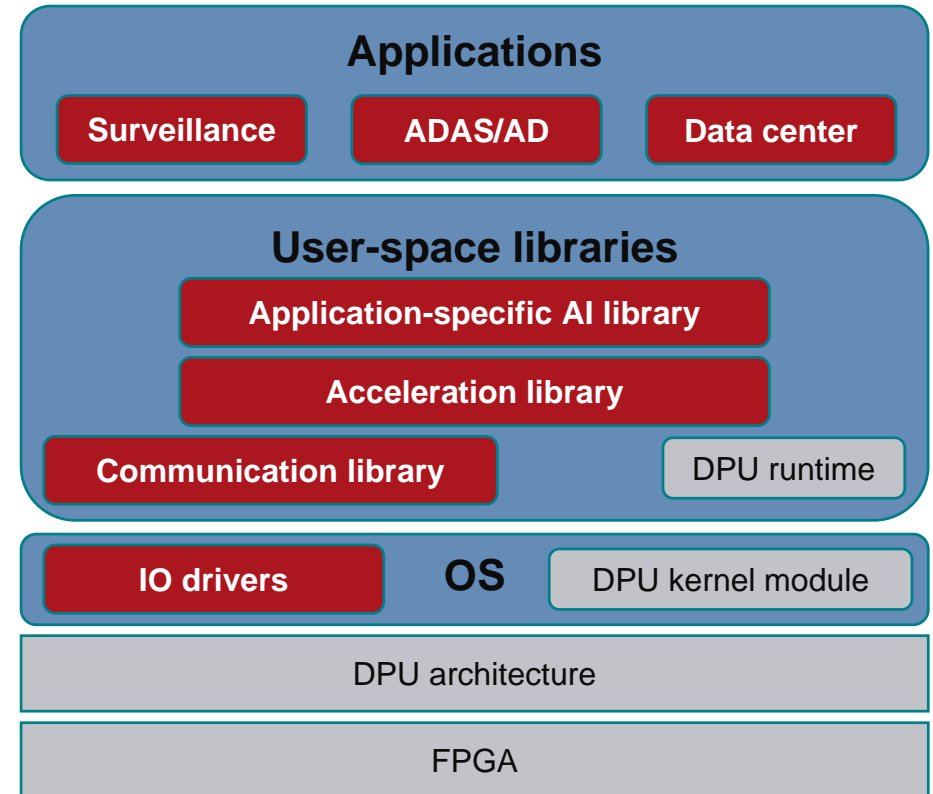 Applications
Surveillance
ADAS/AD
Data center
User-space libraries
Application-specific AI library
Acceleration library
Communication library
DPU runtime
IO drivers
OS
DPU kernel module
DPU architecture
FPGA